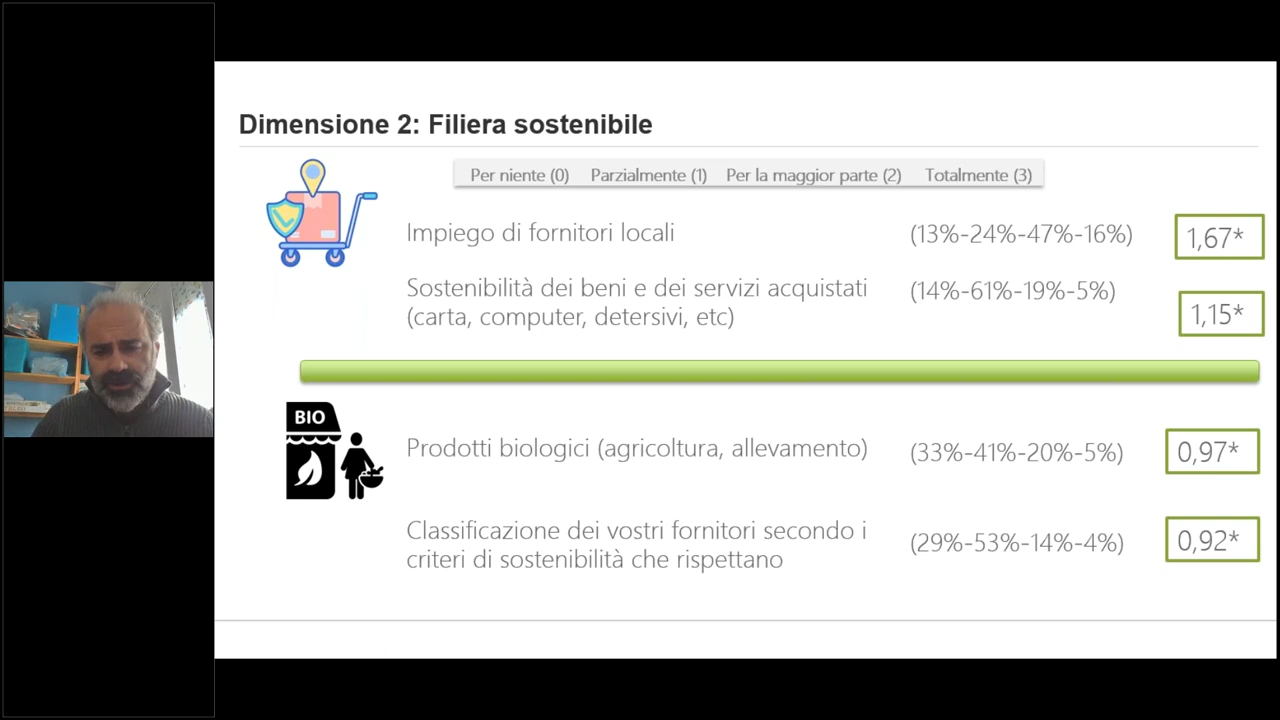 Dimensione 2: Filiera sostenibile
Per niente (0) Parzialmente (1) Per la maggior parte (2) Totalmente (3)
Impiego di fornitori locali (13%-24%-47%-16%) 1,67*
Sostenibilità dei beni e dei servizi acquistati (14%-61%-19%-5%)
(carta, computer, detersivi, etc) 1,15*
BIO
Prodotti biologici (agricoltura, allevamento) (33%-41%-20%-5%) 0,97*
Classificazione dei vostri fornitori secondo i (29%-53%-14%-4%) 0,92*
criteri di sostenibilità che rispettano